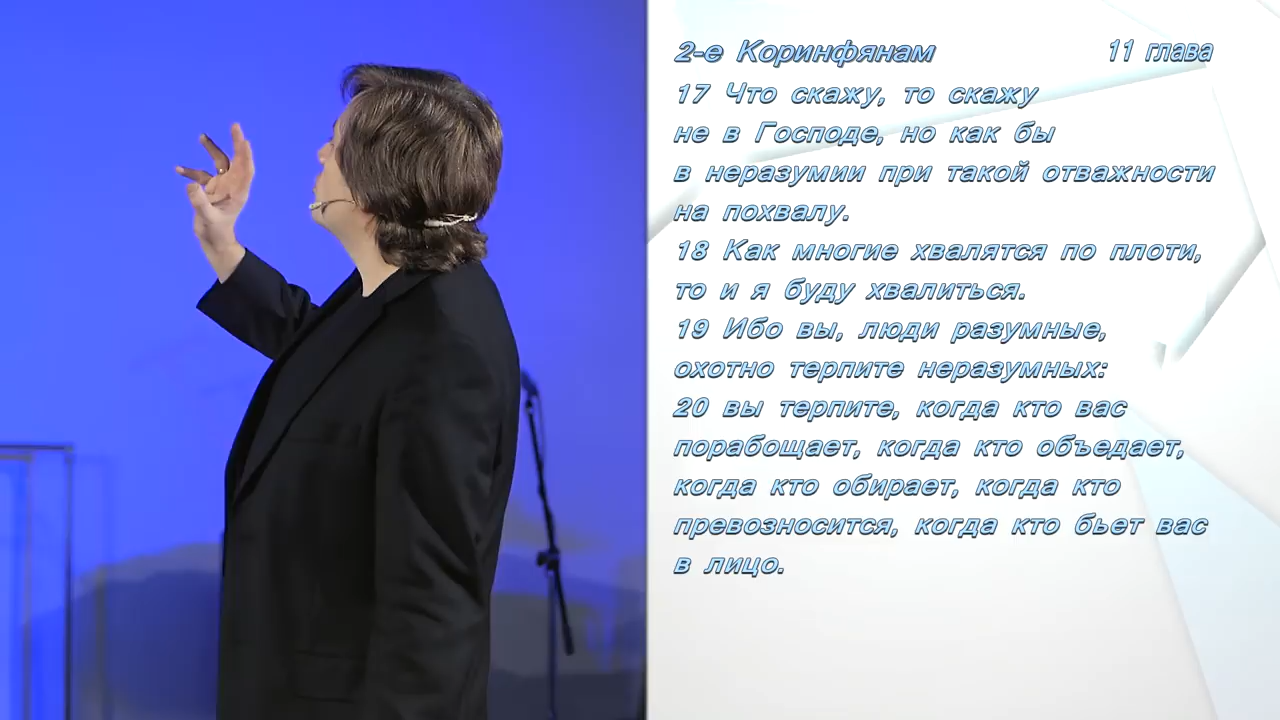 2-е Коринфянам 11 глава
17 Что скажу, то скажу
не в Господе, но как бы
в неразумии при такой отважности
на похвалу.
18 Как многие хвалятся по плоти,
то и я буду хвалиться.
19 Ибо вы, люди разумные,
охотно терпите неразумных:
20 вы терпите, когда кто вас
порабощает, когда кто объедает,
когда кто обирает, когда кто
превозносится, когда кто бьет вас
в лицо.